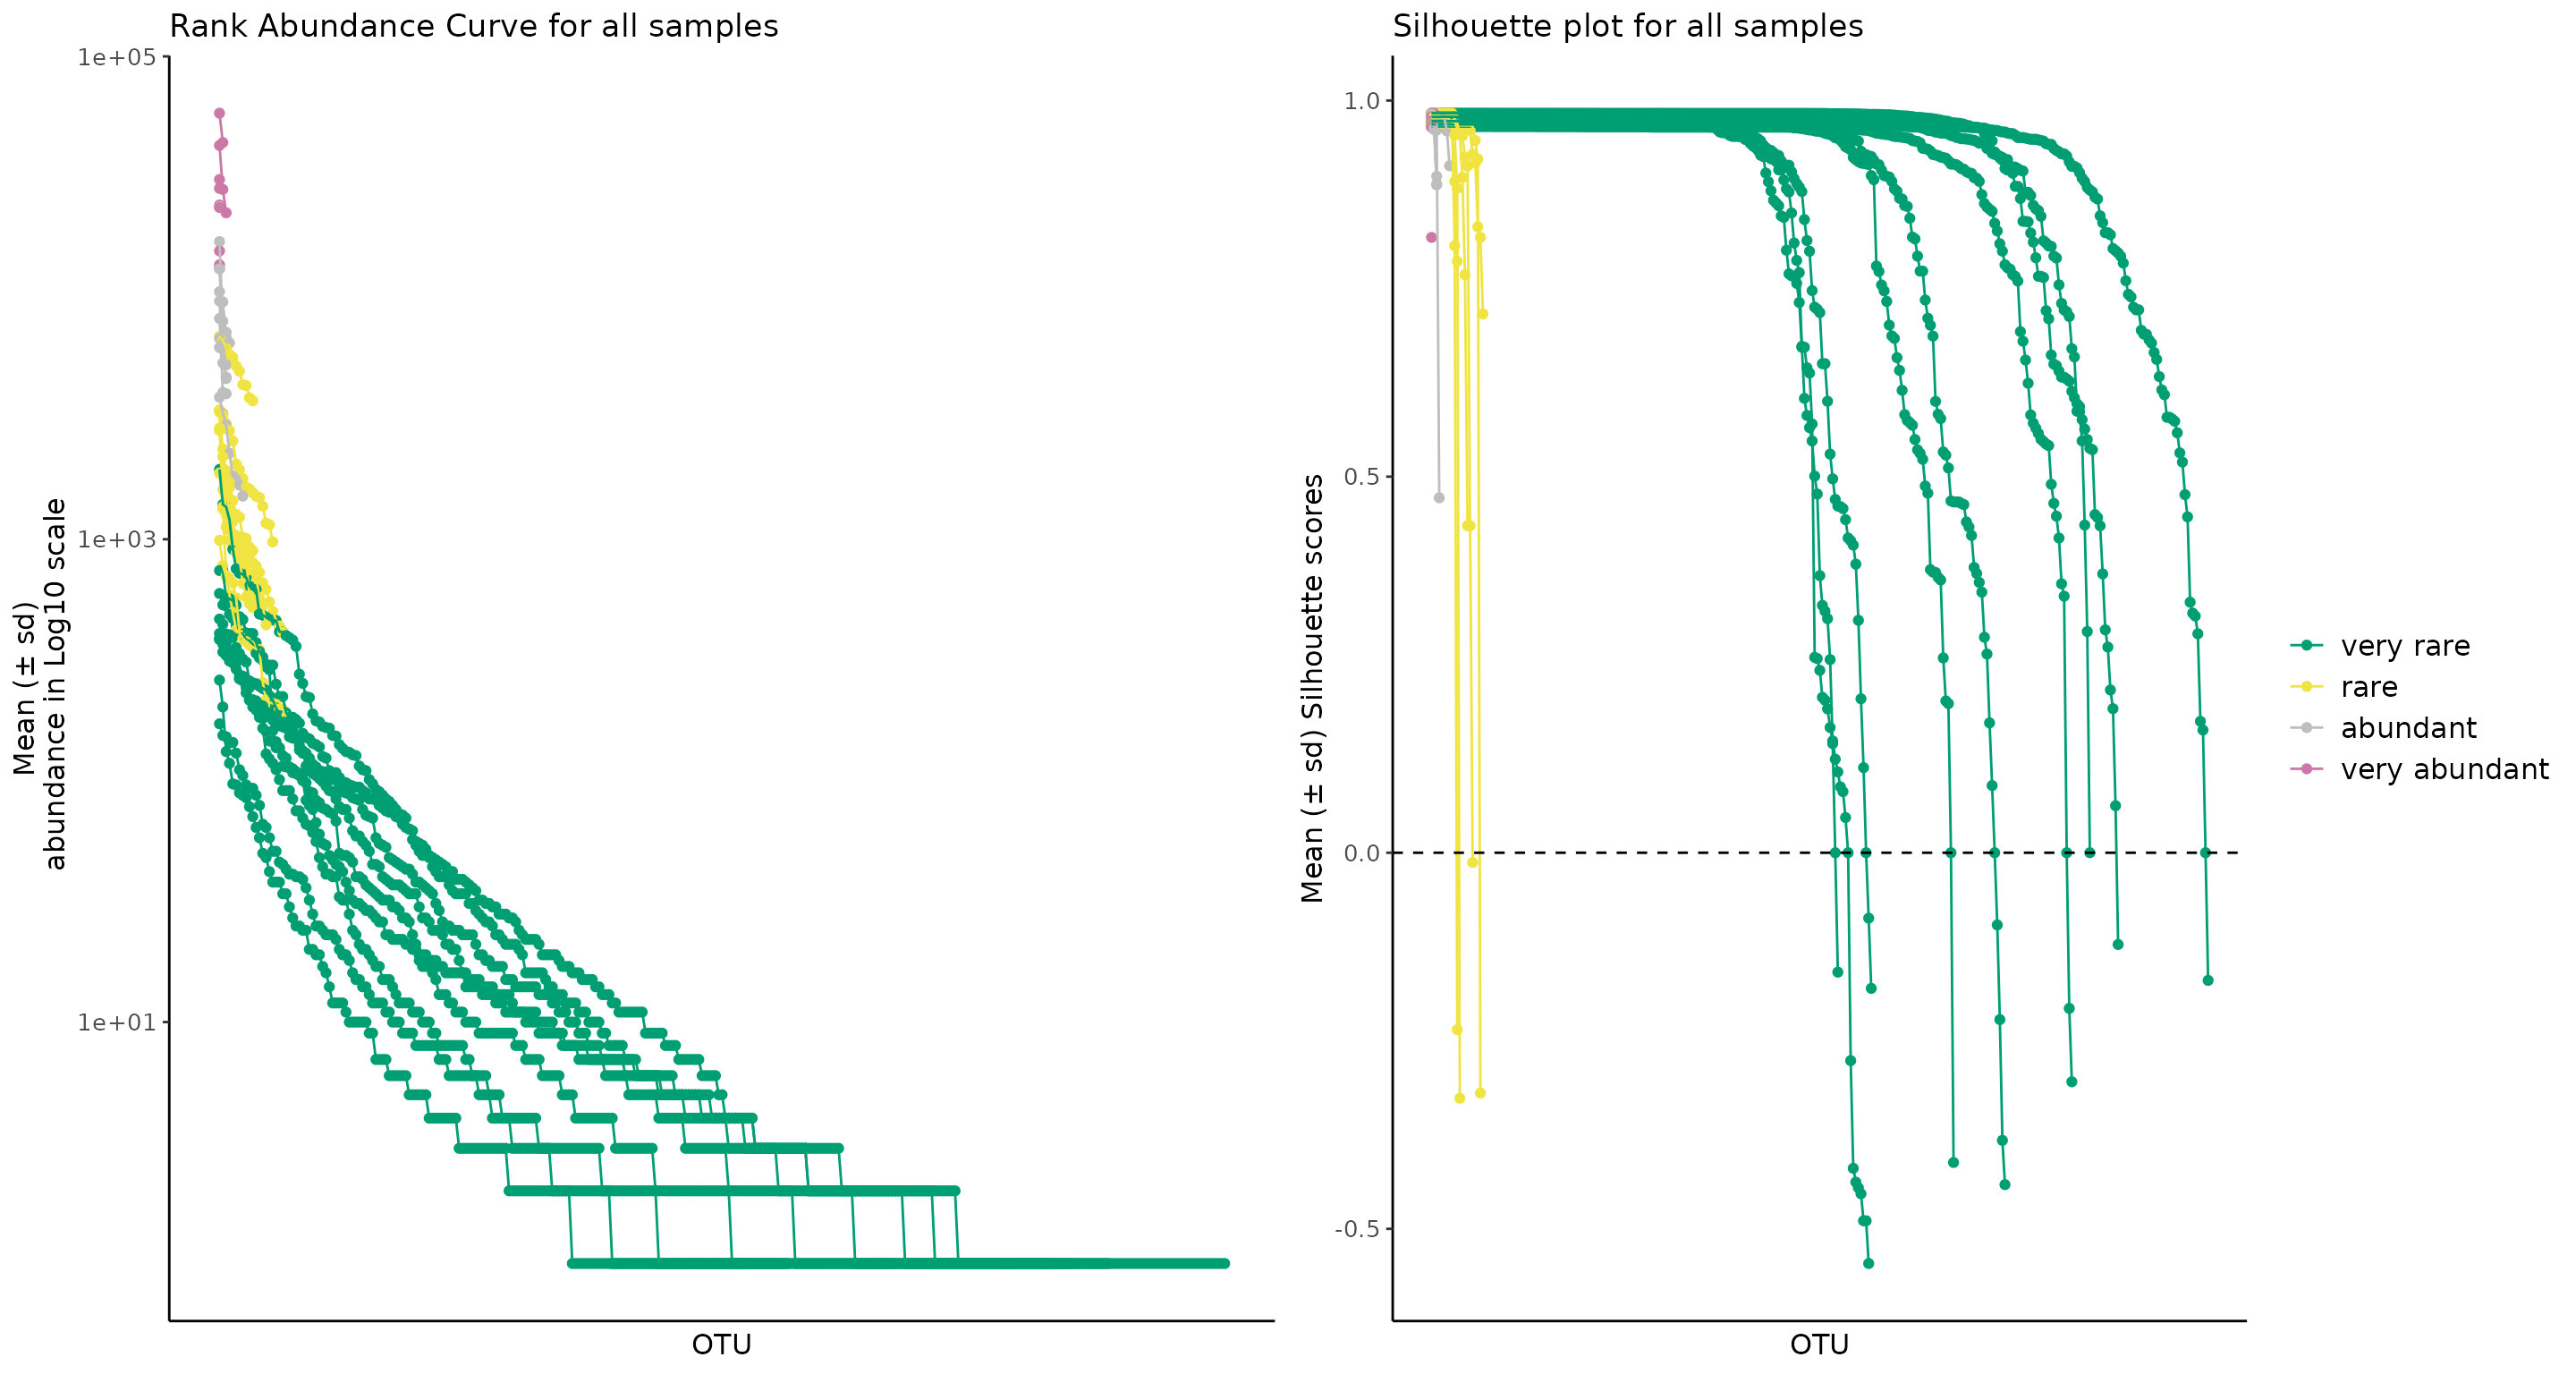 Rank Abundance Curve for all samples
1e+05
1e+03
1e+01
Mean (± sd)
abundance in Log10 scale
OTU
Silhouette plot for all samples
1.0
0.5
0.0
-0.5
Mean (± sd) Silhouette scores
OTU
very rare
rare
abundant
very abundant